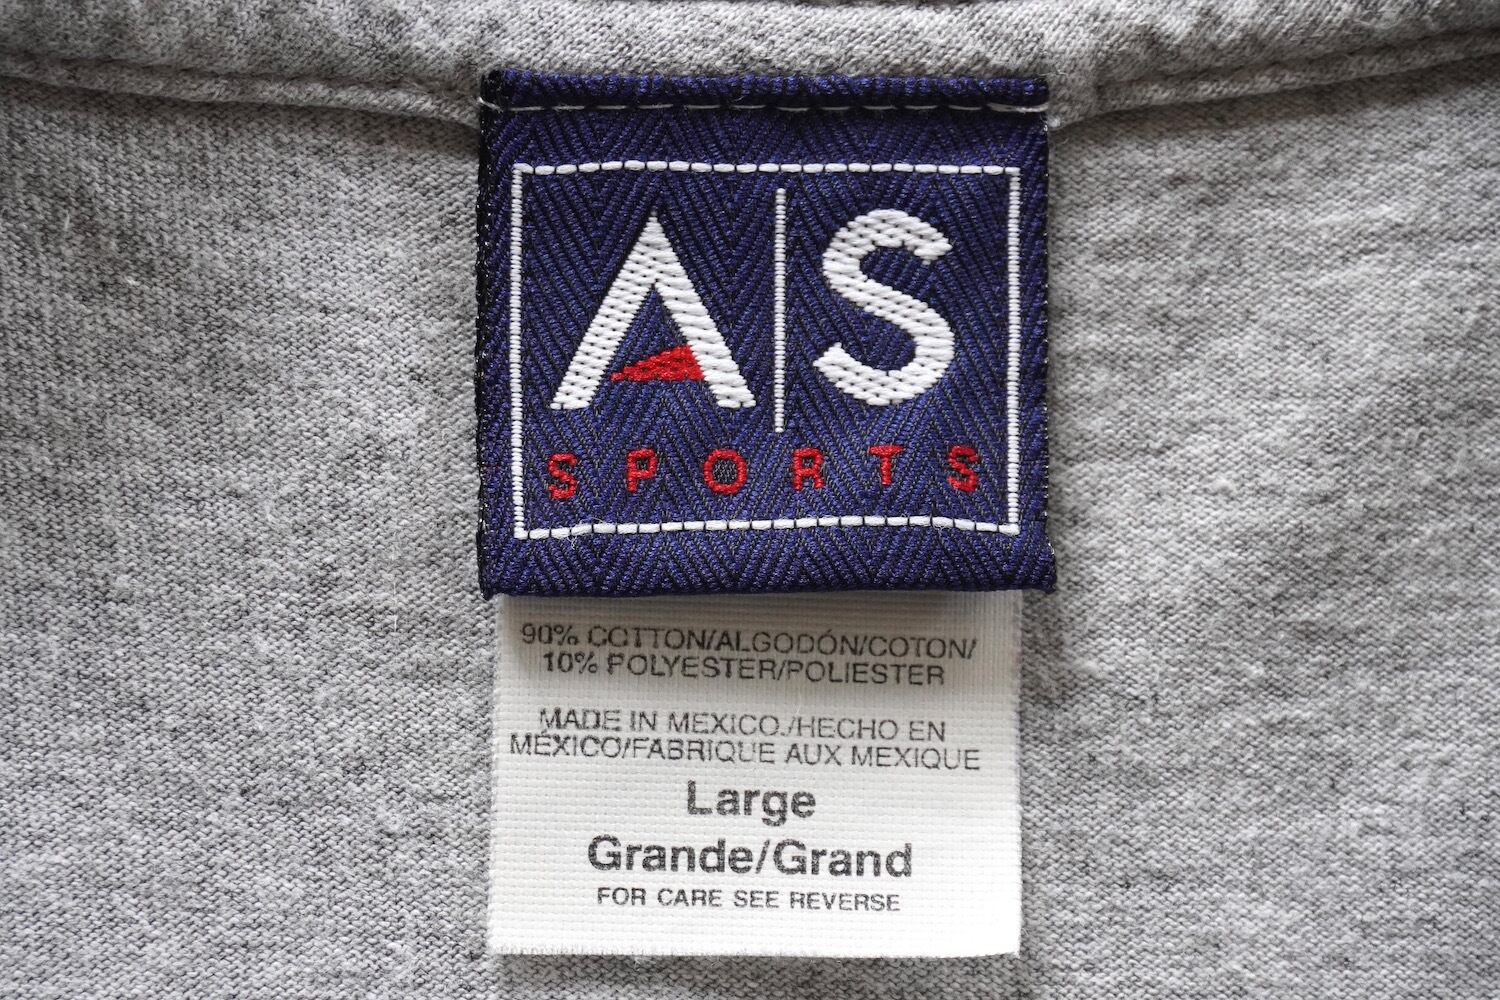 A|S
SPORTS
90% COTTON/ALGODÓN/COTON/
10% POLYESTER/POLIESTER
MADE IN MEXICO./HECHO EN
MÉXICO/FABRIQUE AUX MEXIQUE
Large
Grande/Grand
FOR CARE SEE REVERSE